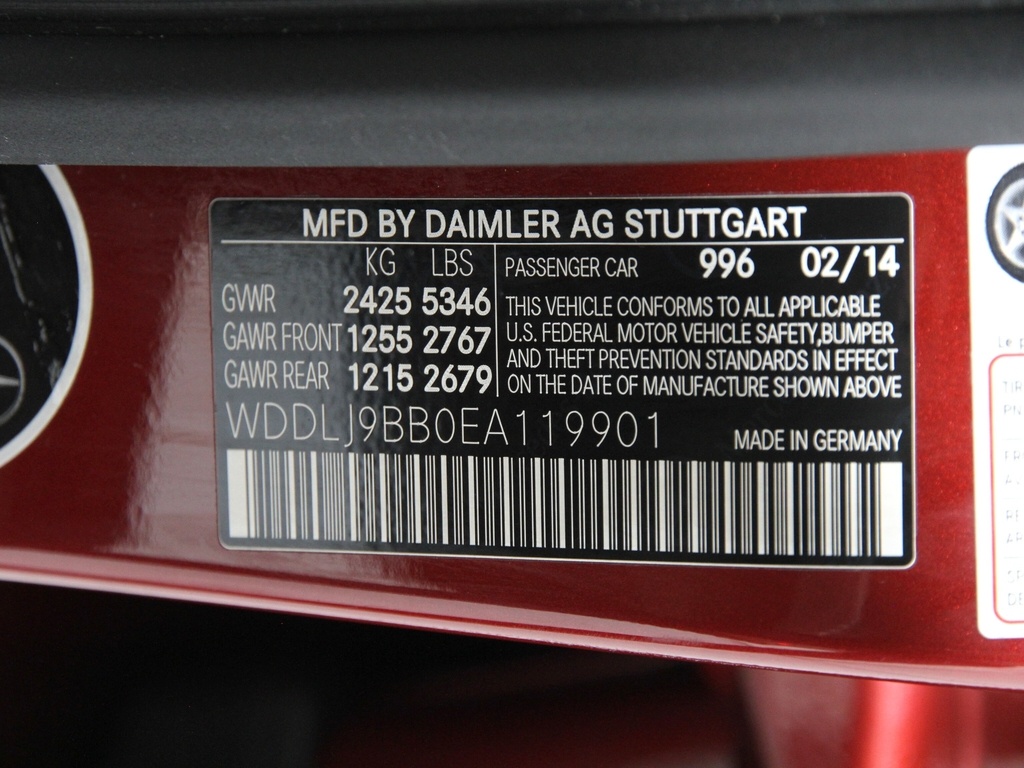 MFD BY DAIMLER AG STUTTGART
KG LBS
GVWR 2425 5346
GAWR FRONT 1255 2767
GAWR REAR 1215 2679
PASSENGER CAR 996 02/14
THIS VEHICLE CONFORMS TO ALL APPLICABLE
U.S. FEDERAL MOTOR VEHICLE SAFETY,BUMPER
AND THEFT PREVENTION STANDARDS IN EFFECT
ON THE DATE OF MANUFACTURE SHOWN ABOVE
WDDLJ9BB0EA119901
MADE IN GERMANY
Le